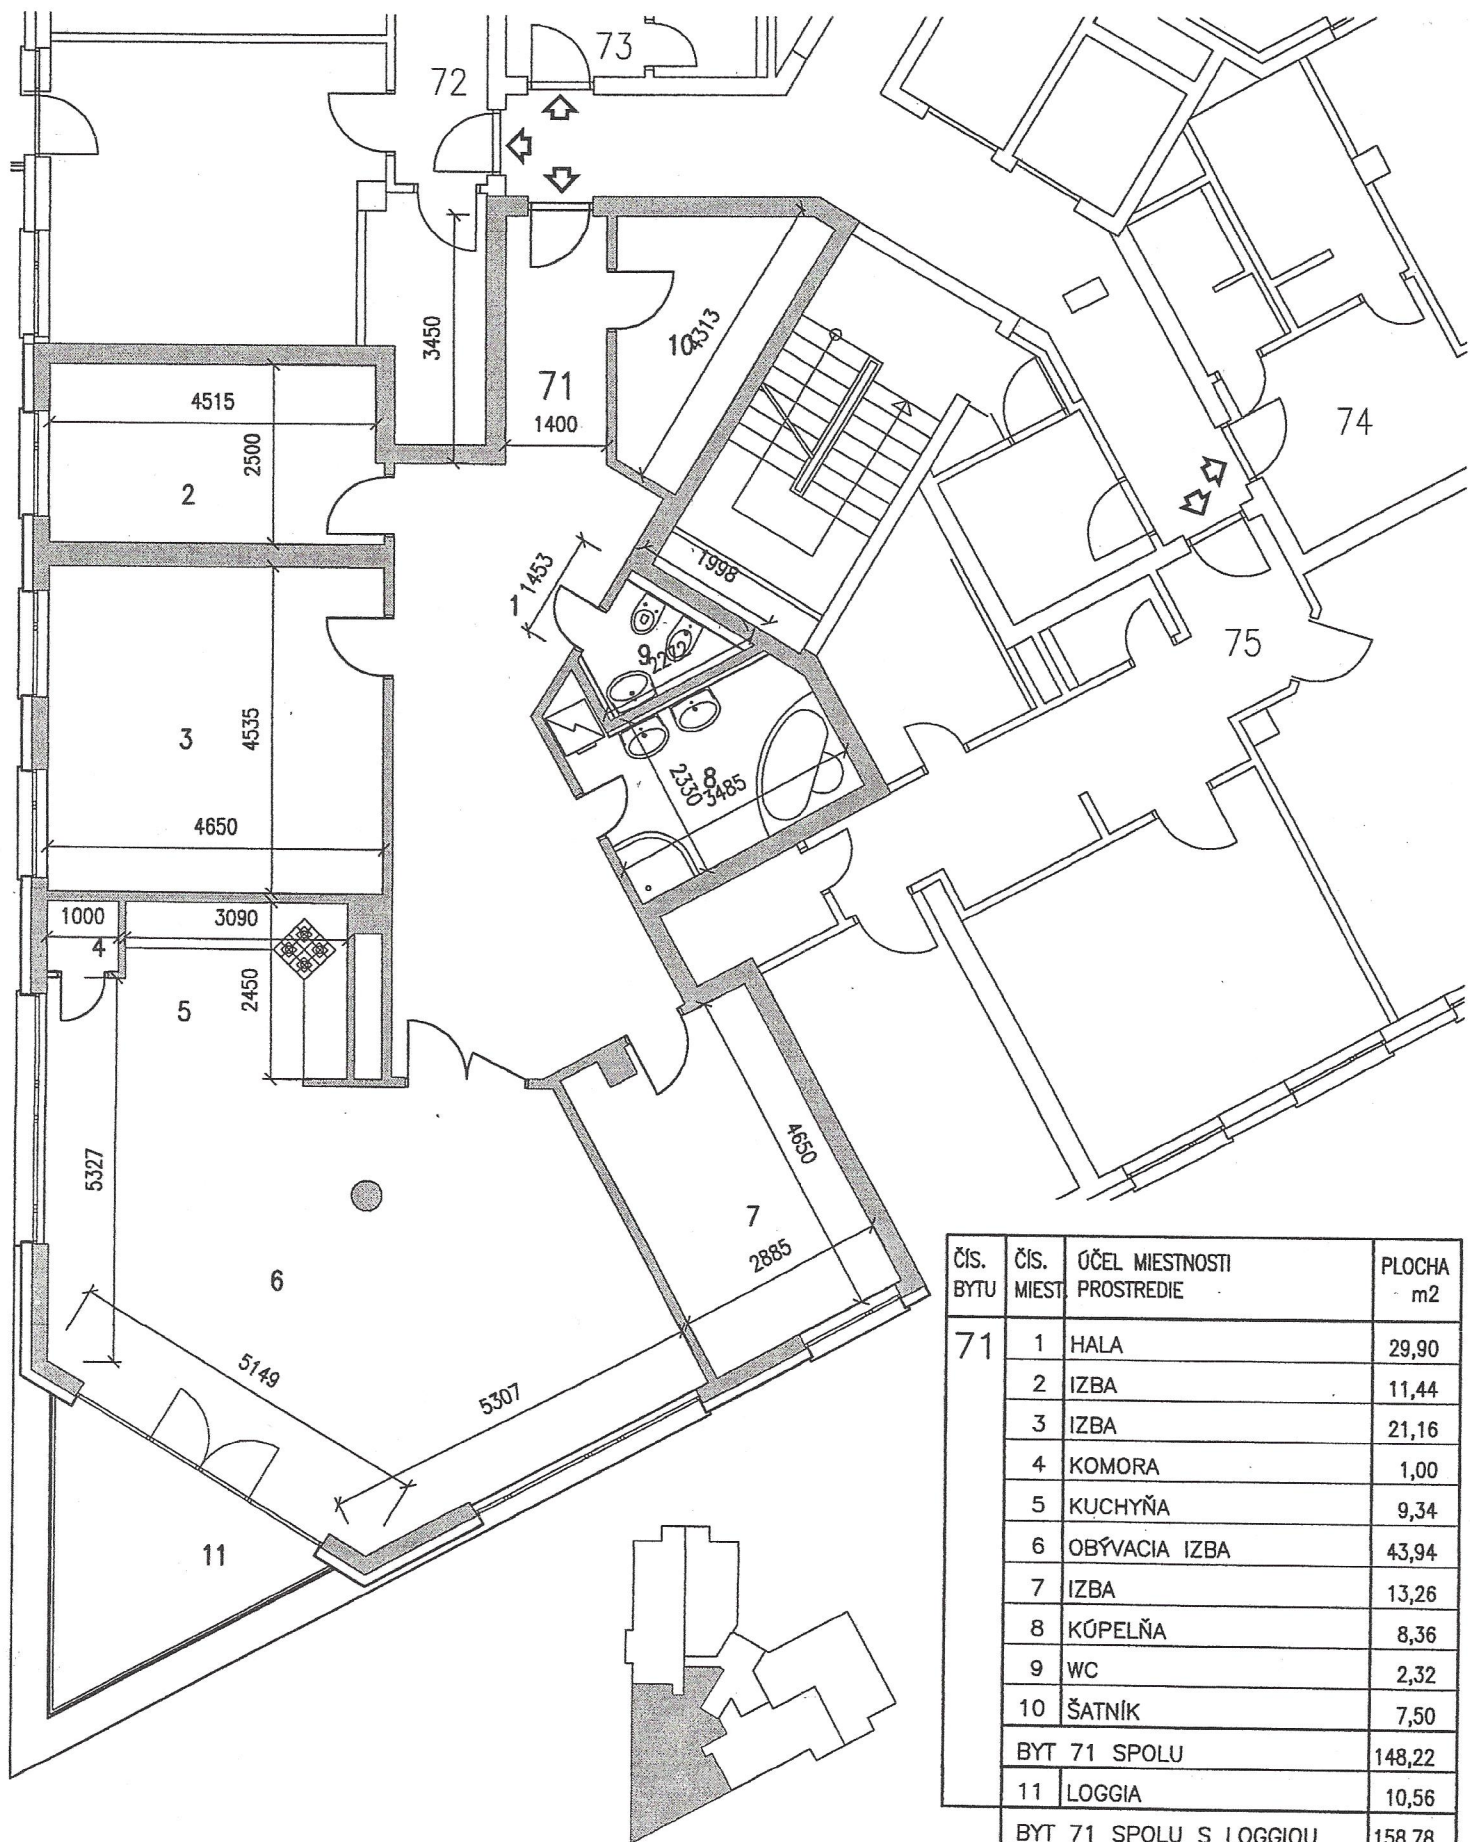 73
72
3450
10
4313
71
1400
74
4515
2500
2
1
1453
1998
9
2272
75
3
4535
4650
8
2330
3485
1000
3090
4
5
2450
5327
4650
7
2885
6
5149
5307
11
ČÍS. BYTU
ČÍS. MIEST.
ÚČEL MIESTNOSTI
PROSTREDIE
PLOCHA m2
71
1 HALA 29,90
2 IZBA 11,44
3 IZBA 21,16
4 KOMORA 1,00
5 KUCHYŇA 9,34
6 OBÝVACIA IZBA 43,94
7 IZBA 13,26
8 KÚPELŇA 8,36
9 WC 2,32
10 ŠATNÍK 7,50
BYT 71 SPOLU 148,22
11 LOGGIA 10,56
BYT 71 SPOLU S LOGGIOU 158,78